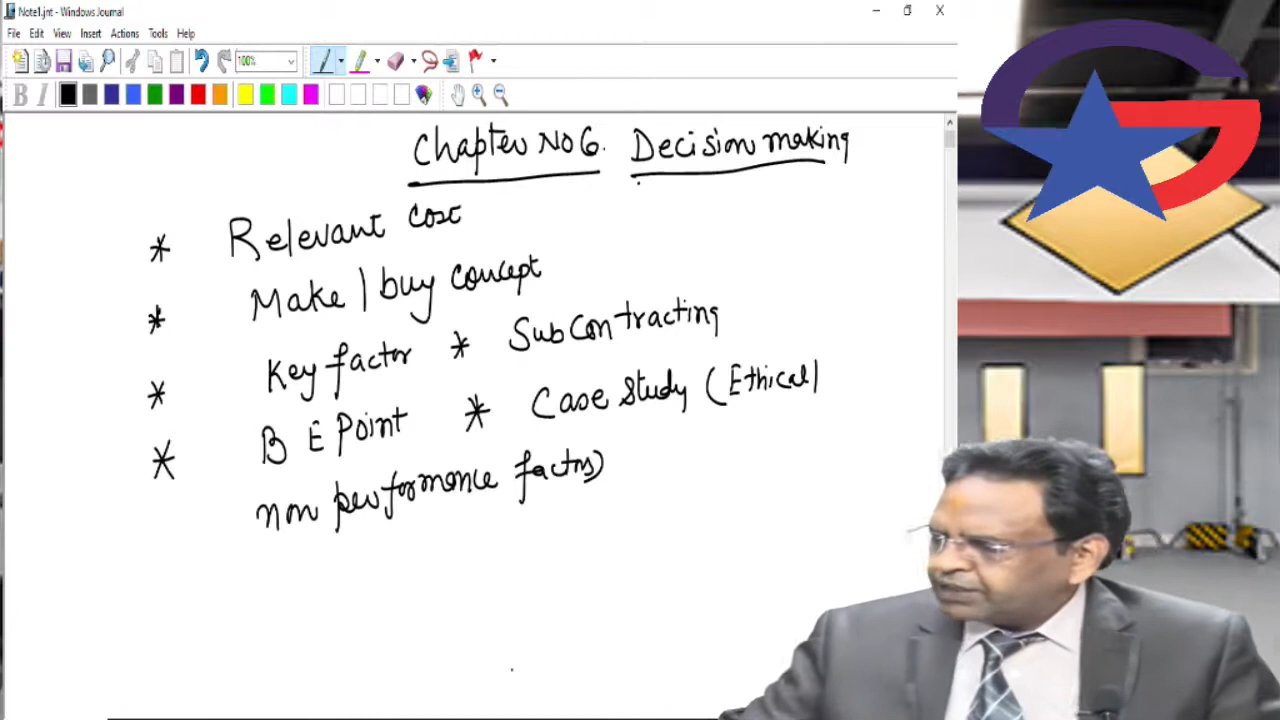 Note1.jnt - Windows Journal
File Edit View Insert Actions Tools Help
100%
B I
Chapter No 6. Decision making
* Relevant cost
* Make / buy concept
* Key factor * Subcontracting
* B E Point * Case Study (Ethical /
non performance factors)